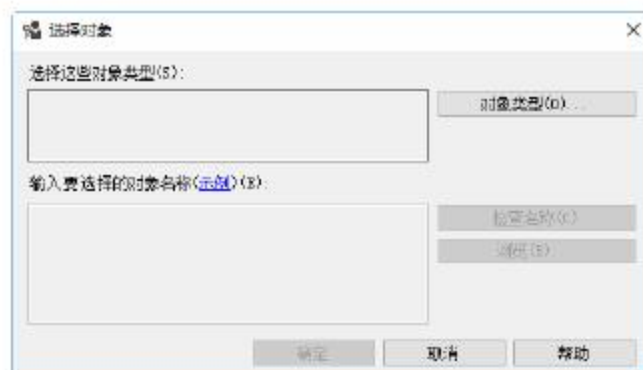 选择对象
选择这些对象类型(S):
对象类型(O)...
输入要选择的对象名称(示例)(E):
检查名称(C)
浏览(B)
确定
取消
帮助